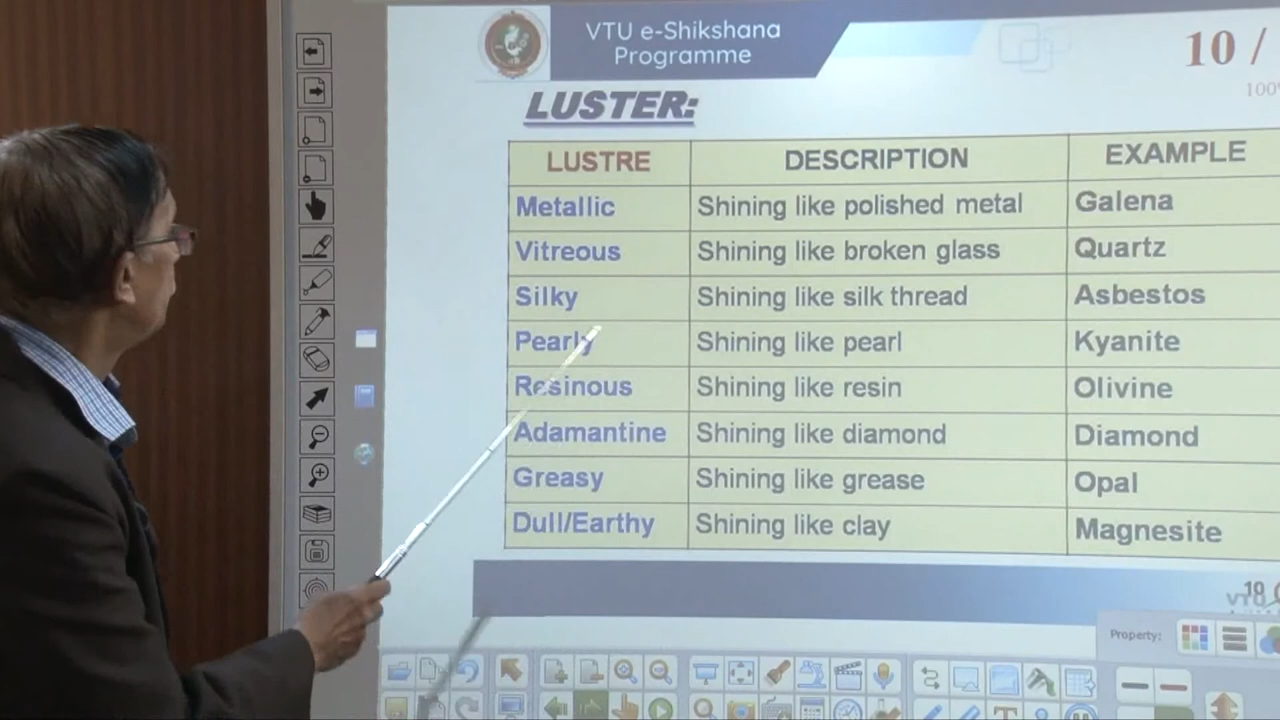 VTU e-Shikshana
Programme
10 /
100%
LUSTER:
LUSTRE DESCRIPTION EXAMPLE
Metallic Shining like polished metal Galena
Vitreous Shining like broken glass Quartz
Silky Shining like silk thread Asbestos
Pearly Shining like pearl Kyanite
Resinous Shining like resin Olivine
Adamantine Shining like diamond Diamond
Greasy Shining like grease Opal
Dull/Earthy Shining like clay Magnesite
VTU
Property: